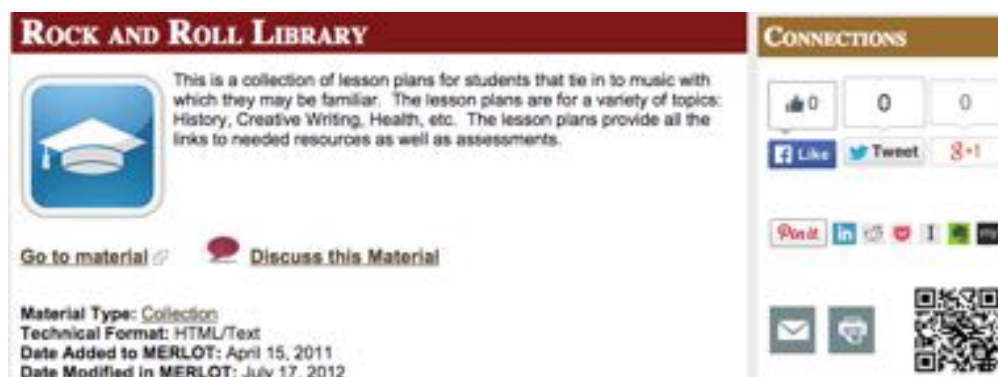 ROCK AND ROLL LIBRARY
This is a collection of lesson plans for students that tie in to music with
which they may be familiar. The lesson plans are for a variety of topics:
History, Creative Writing, Health, etc. The lesson plans provide all the
links to needed resources as well as assessments.
Go to material
Discuss this Material
Material Type: Collection
Technical Format: HTML/Text
Date Added to MERLOT: April 15, 2011
Date Modified in MERLOT: July 17, 2012
CONNECTIONS
0 0 0
Like Tweet g+1
Pin it in I my